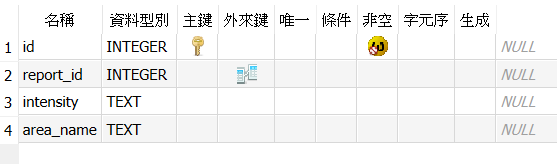 名稱 資料型別 主鍵 外來鍵 唯一 條件 非空 字元序 生成
1 id INTEGER NULL
2 report_id INTEGER NULL
3 intensity TEXT NULL
4 area_name TEXT NULL